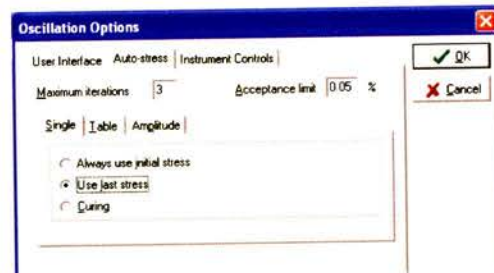 Oscillation Options
User Interface Auto-stress Instrument Controls
OK
Maximum iterations 3 Acceptance limit 0.05 %
Cancel
Single Table Amplitude
Always use initial stress
Use last stress
Curing